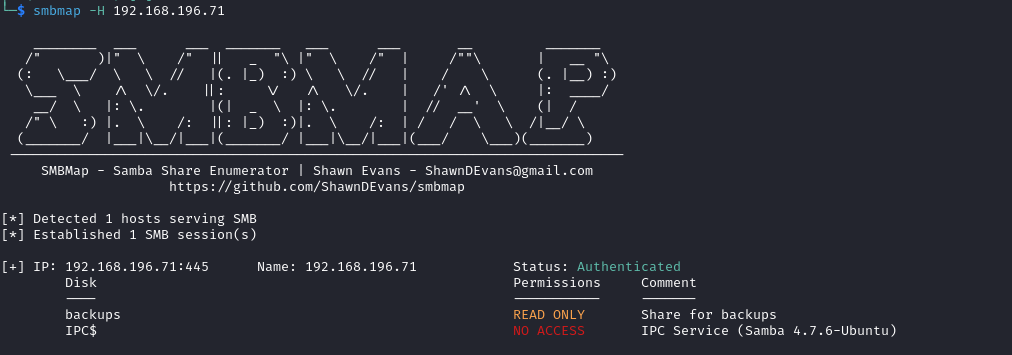 └─$ smbmap -H 192.168.196.71
SMBMAP
SMBMap - Samba Share Enumerator | Shawn Evans - ShawnDEvans@gmail.com
https://github.com/ShawnDEvans/smbmap
[*] Detected 1 hosts serving SMB
[*] Established 1 SMB session(s)
[+] IP: 192.168.196.71:445 Name: 192.168.196.71 Status: Authenticated
Disk Permissions Comment
---- ----------- -------
backups READ ONLY Share for backups
IPC$ NO ACCESS IPC Service (Samba 4.7.6-Ubuntu)